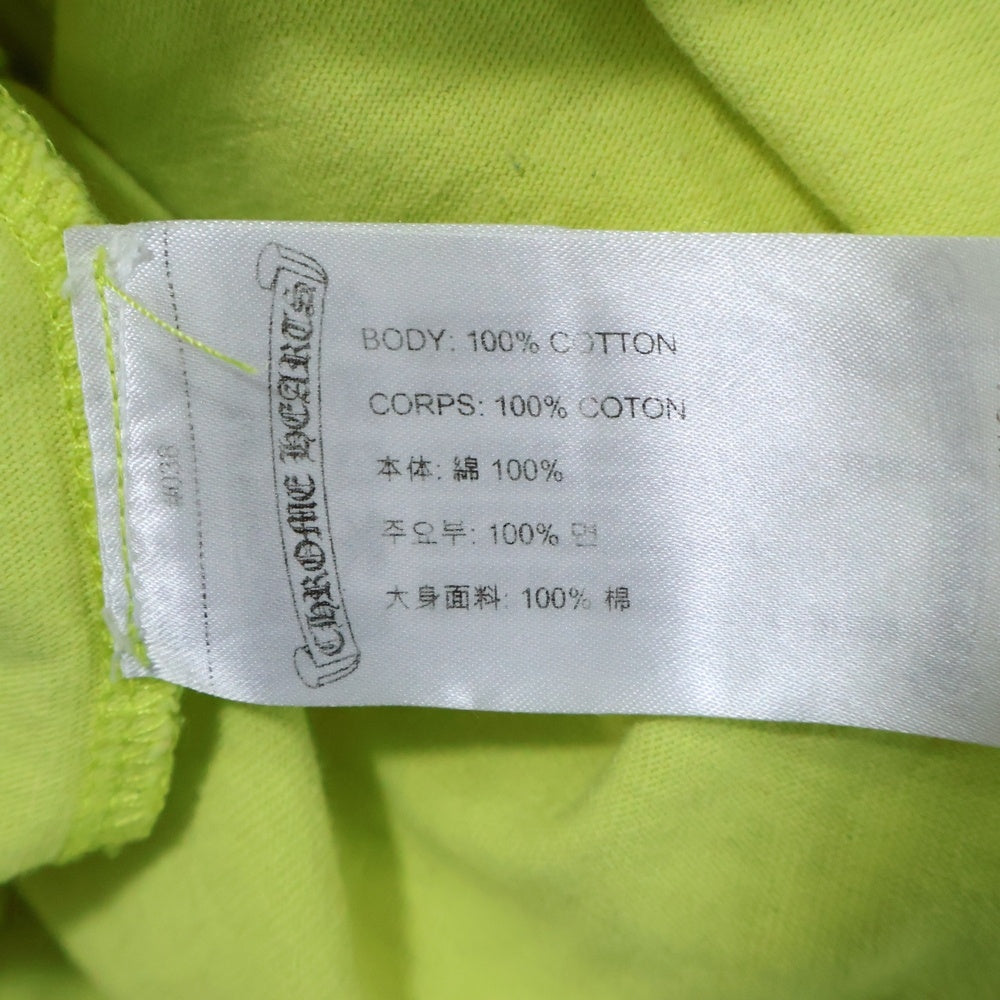 CHROME HEARTS
BODY: 100% COTTON
CORPS: 100% COTON
本体: 綿 100%
주요부: 100% 면
大身面料: 100% 棉
#038